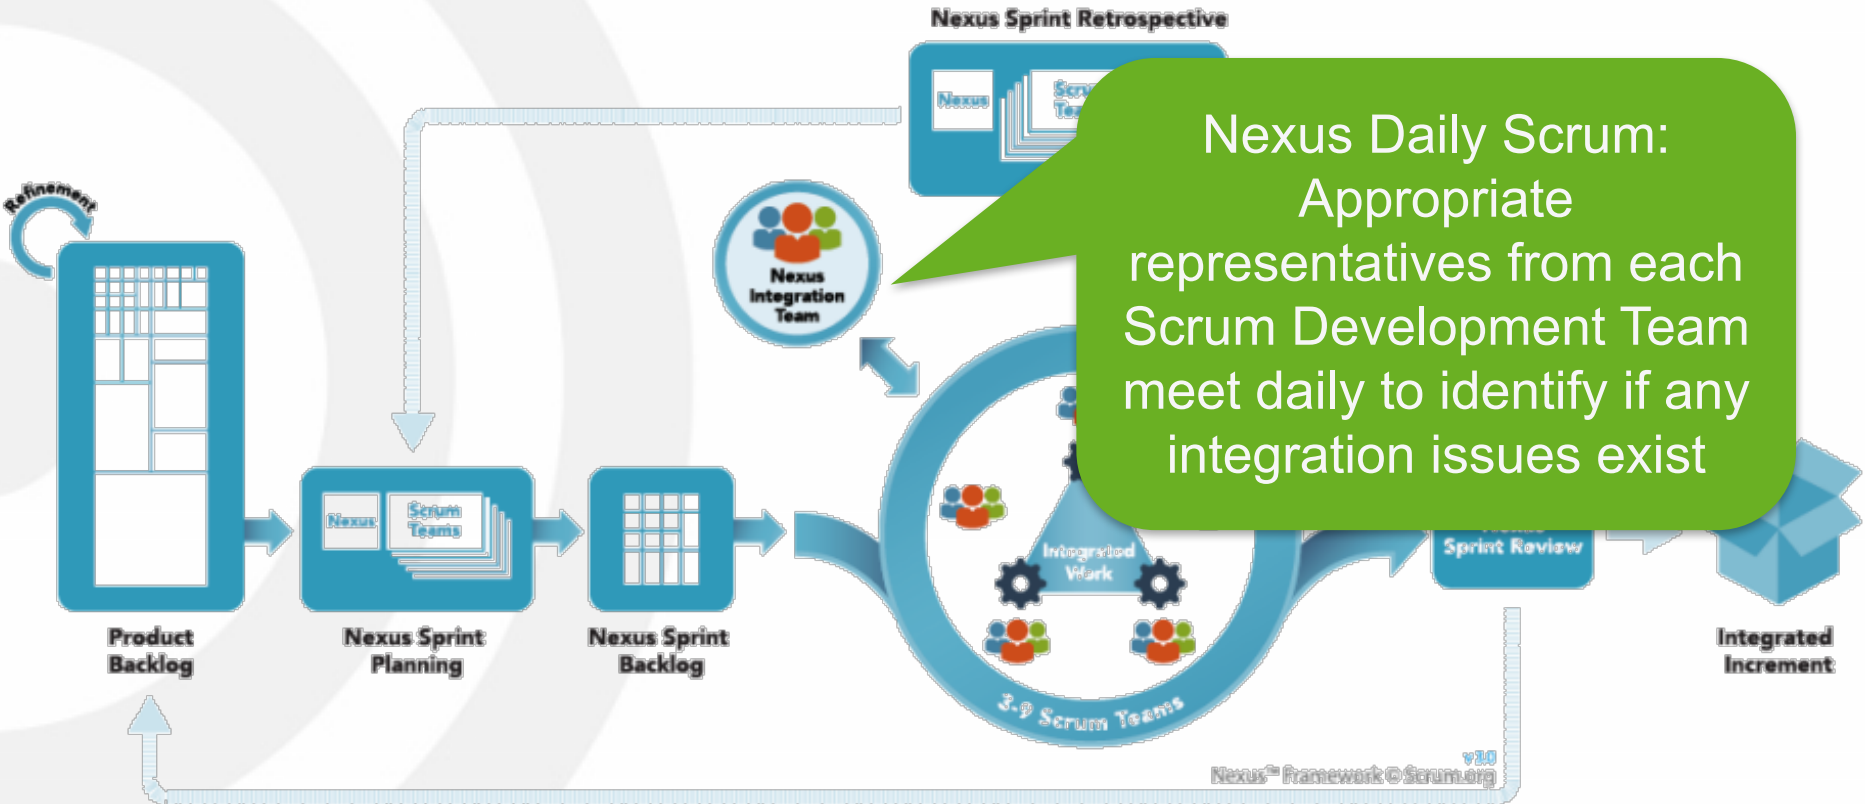 Nexus Sprint Retrospective
Nexus
Nexus Daily Scrum:
Appropriate
representatives from each
Scrum Development Team
meet daily to identify if any
integration issues exist
Refinement
Nexus
Integration
Team
Nexus
Scrum
Teams
Integrated
Work
Sprint Review
Product
Backlog
Nexus Sprint
Planning
Nexus Sprint
Backlog
3-9 Scrum Teams
Integrated
Increment
v3.0
Nexus™ Framework © Scrum.org